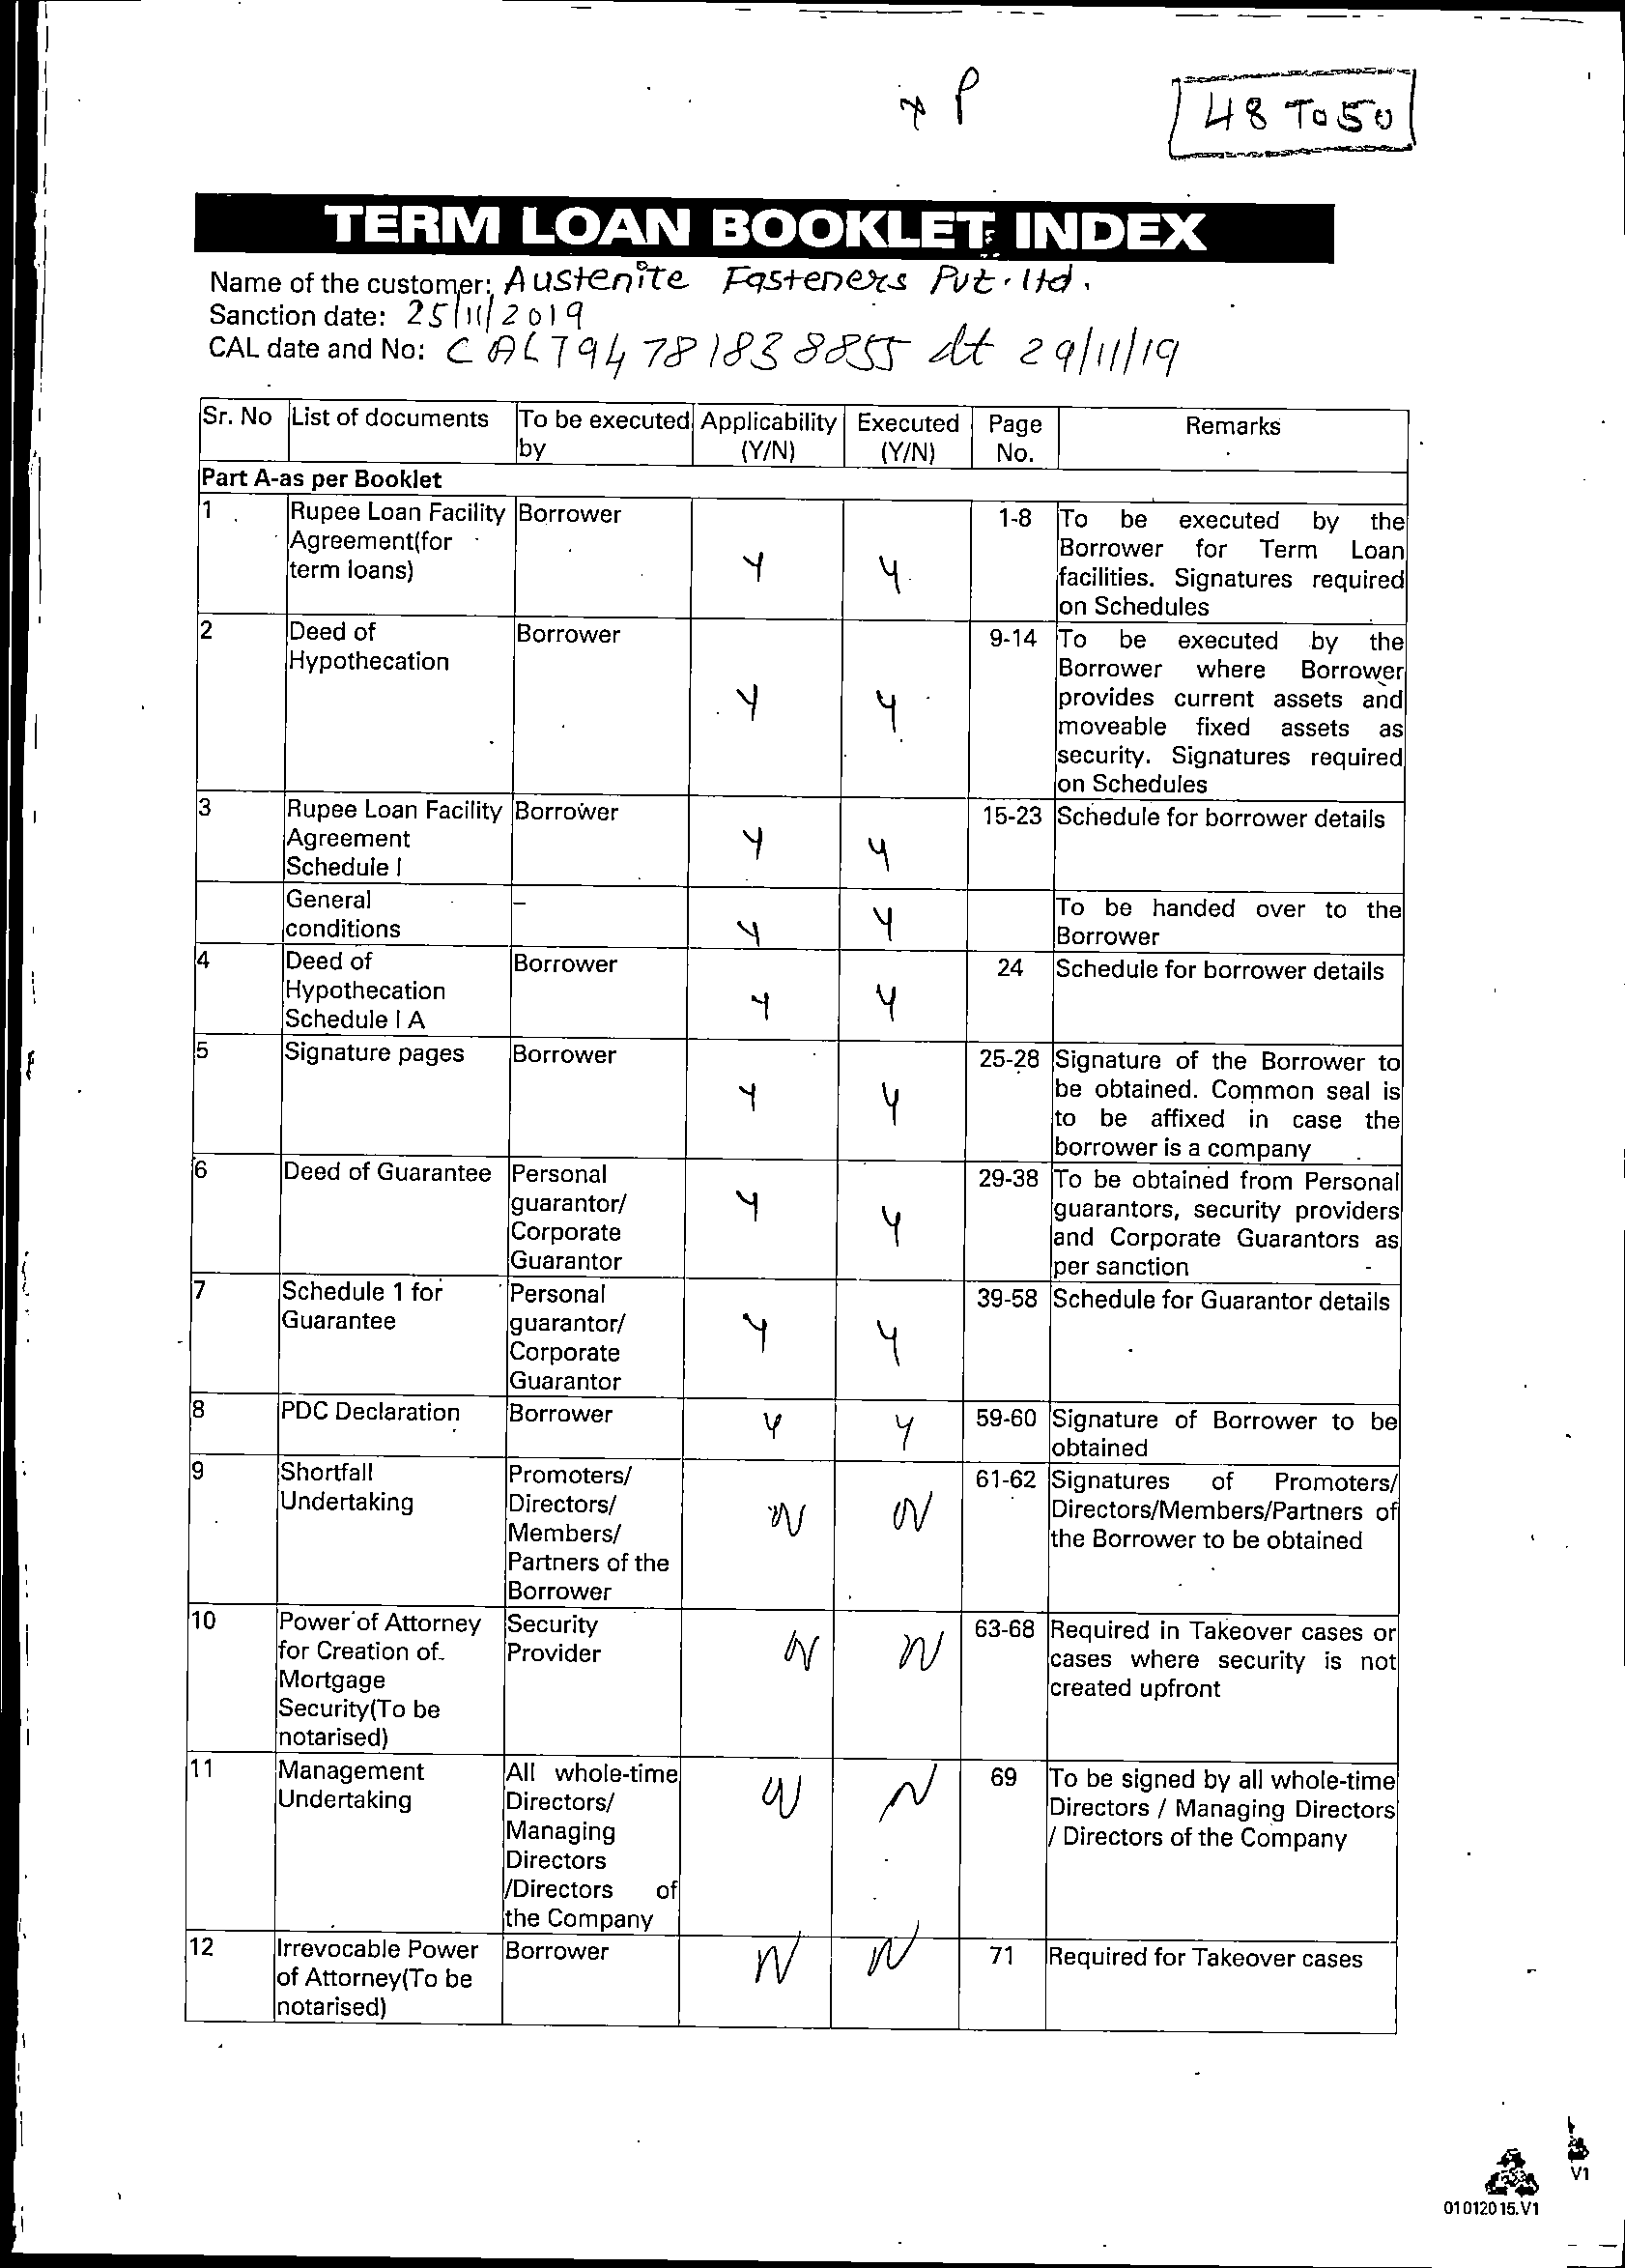 P
48 To 50
TERM LOAN BOOKLET INDEX
Name of the customer: Austenite Fasteners Pvt. ltd.
Sanction date: 25/11/2019
CAL date and No: CAL794781838855 dt 29/11/19
Sr. No List of documents To be executed by Applicability (Y/N) Executed (Y/N) Page No. Remarks
Part A-as per Booklet
1 Rupee Loan Facility Agreement(for term loans) Borrower Y Y 1-8 To be executed by the Borrower for Term Loan facilities. Signatures required on Schedules
2 Deed of Hypothecation Borrower Y Y 9-14 To be executed by the Borrower where Borrower provides current assets and moveable fixed assets as security. Signatures required on Schedules
3 Rupee Loan Facility Agreement Schedule I Borrower Y Y 15-23 Schedule for borrower details
General conditions – Y Y To be handed over to the Borrower
4 Deed of Hypothecation Schedule I A Borrower Y Y 24 Schedule for borrower details
5 Signature pages Borrower Y Y 25-28 Signature of the Borrower to be obtained. Common seal is to be affixed in case the borrower is a company
6 Deed of Guarantee Personal guarantor/ Corporate Guarantor Y Y 29-38 To be obtained from Personal guarantors, security providers and Corporate Guarantors as per sanction
7 Schedule 1 for Guarantee Personal guarantor/ Corporate Guarantor Y Y 39-58 Schedule for Guarantor details
8 PDC Declaration Borrower Y Y 59-60 Signature of Borrower to be obtained
9 Shortfall Undertaking Promoters/ Directors/ Members/ Partners of the Borrower N N 61-62 Signatures of Promoters/ Directors/Members/Partners of the Borrower to be obtained
10 Power of Attorney for Creation of Mortgage Security(To be notarised) Security Provider N N 63-68 Required in Takeover cases or cases where security is not created upfront
11 Management Undertaking All whole-time Directors/ Managing Directors /Directors of the Company N N 69 To be signed by all whole-time Directors / Managing Directors / Directors of the Company
12 Irrevocable Power of Attorney(To be notarised) Borrower N N 71 Required for Takeover cases
V1
01012015.V1